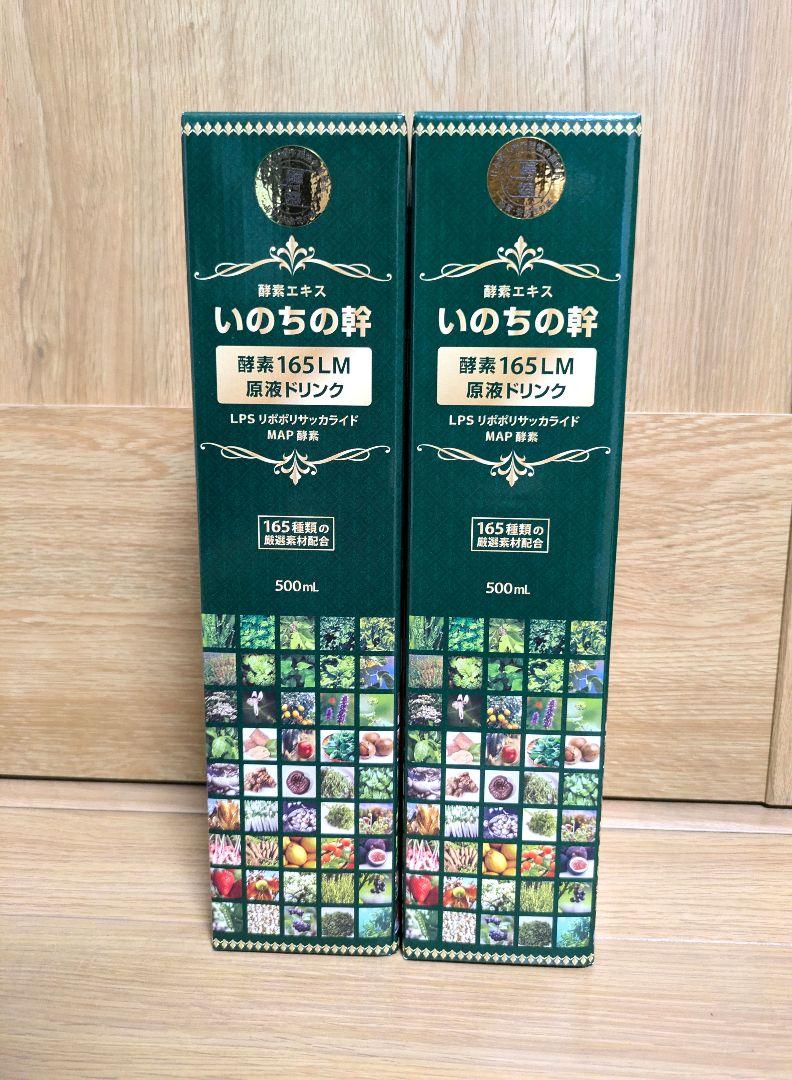 酵素エキス
いのちの幹
酵素165LM
原液ドリンク
LPS リポポリサッカライド
MAP 酵素
165種類の
厳選素材配合
500mL
酵素エキス
いのちの幹
酵素165LM
原液ドリンク
LPS リポポリサッカライド
MAP 酵素
165種類の
厳選素材配合
500mL